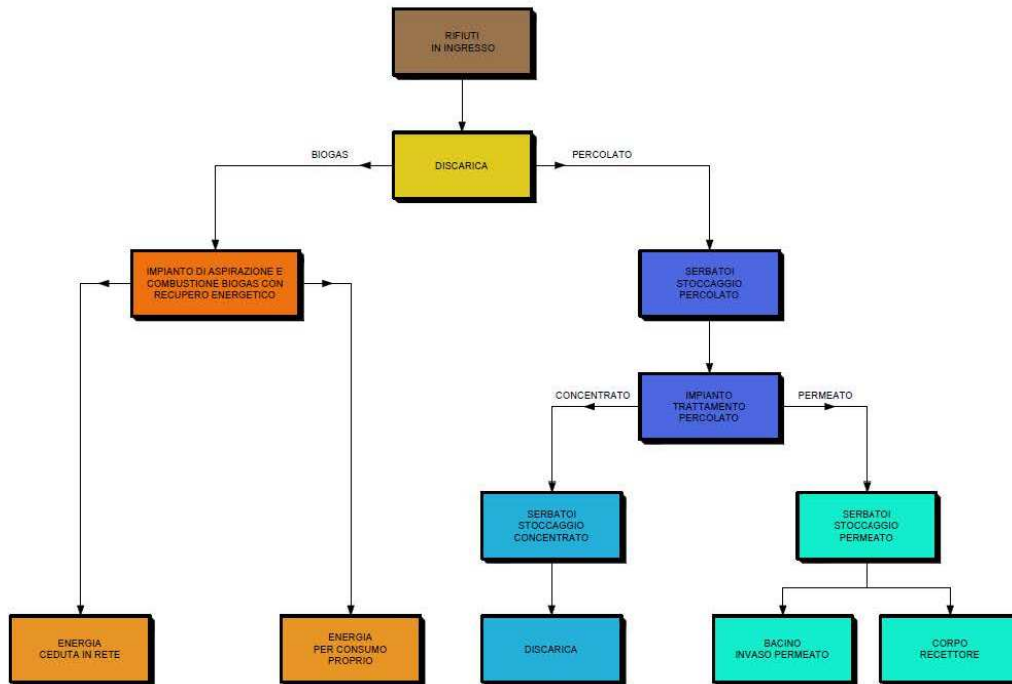 RIFIUTI
IN INGRESSO
BIOGAS
DISCARICA
PERCOLATO
IMPIANTO DI ASPIRAZIONE E
COMBUSTIONE BIOGAS CON
RECUPERO ENERGETICO
SERBATOI
STOCCAGGIO
PERCOLATO
CONCENTRATO
IMPIANTO
TRATTAMENTO
PERCOLATO
PERMEATO
SERBATOI
STOCCAGGIO
CONCENTRATO
SERBATOI
STOCCAGGIO
PERMEATO
ENERGIA
CEDUTA IN RETE
ENERGIA
PER CONSUMO
PROPRIO
DISCARICA
BACINO
INVASO PERMEATO
CORPO
RECETTORE